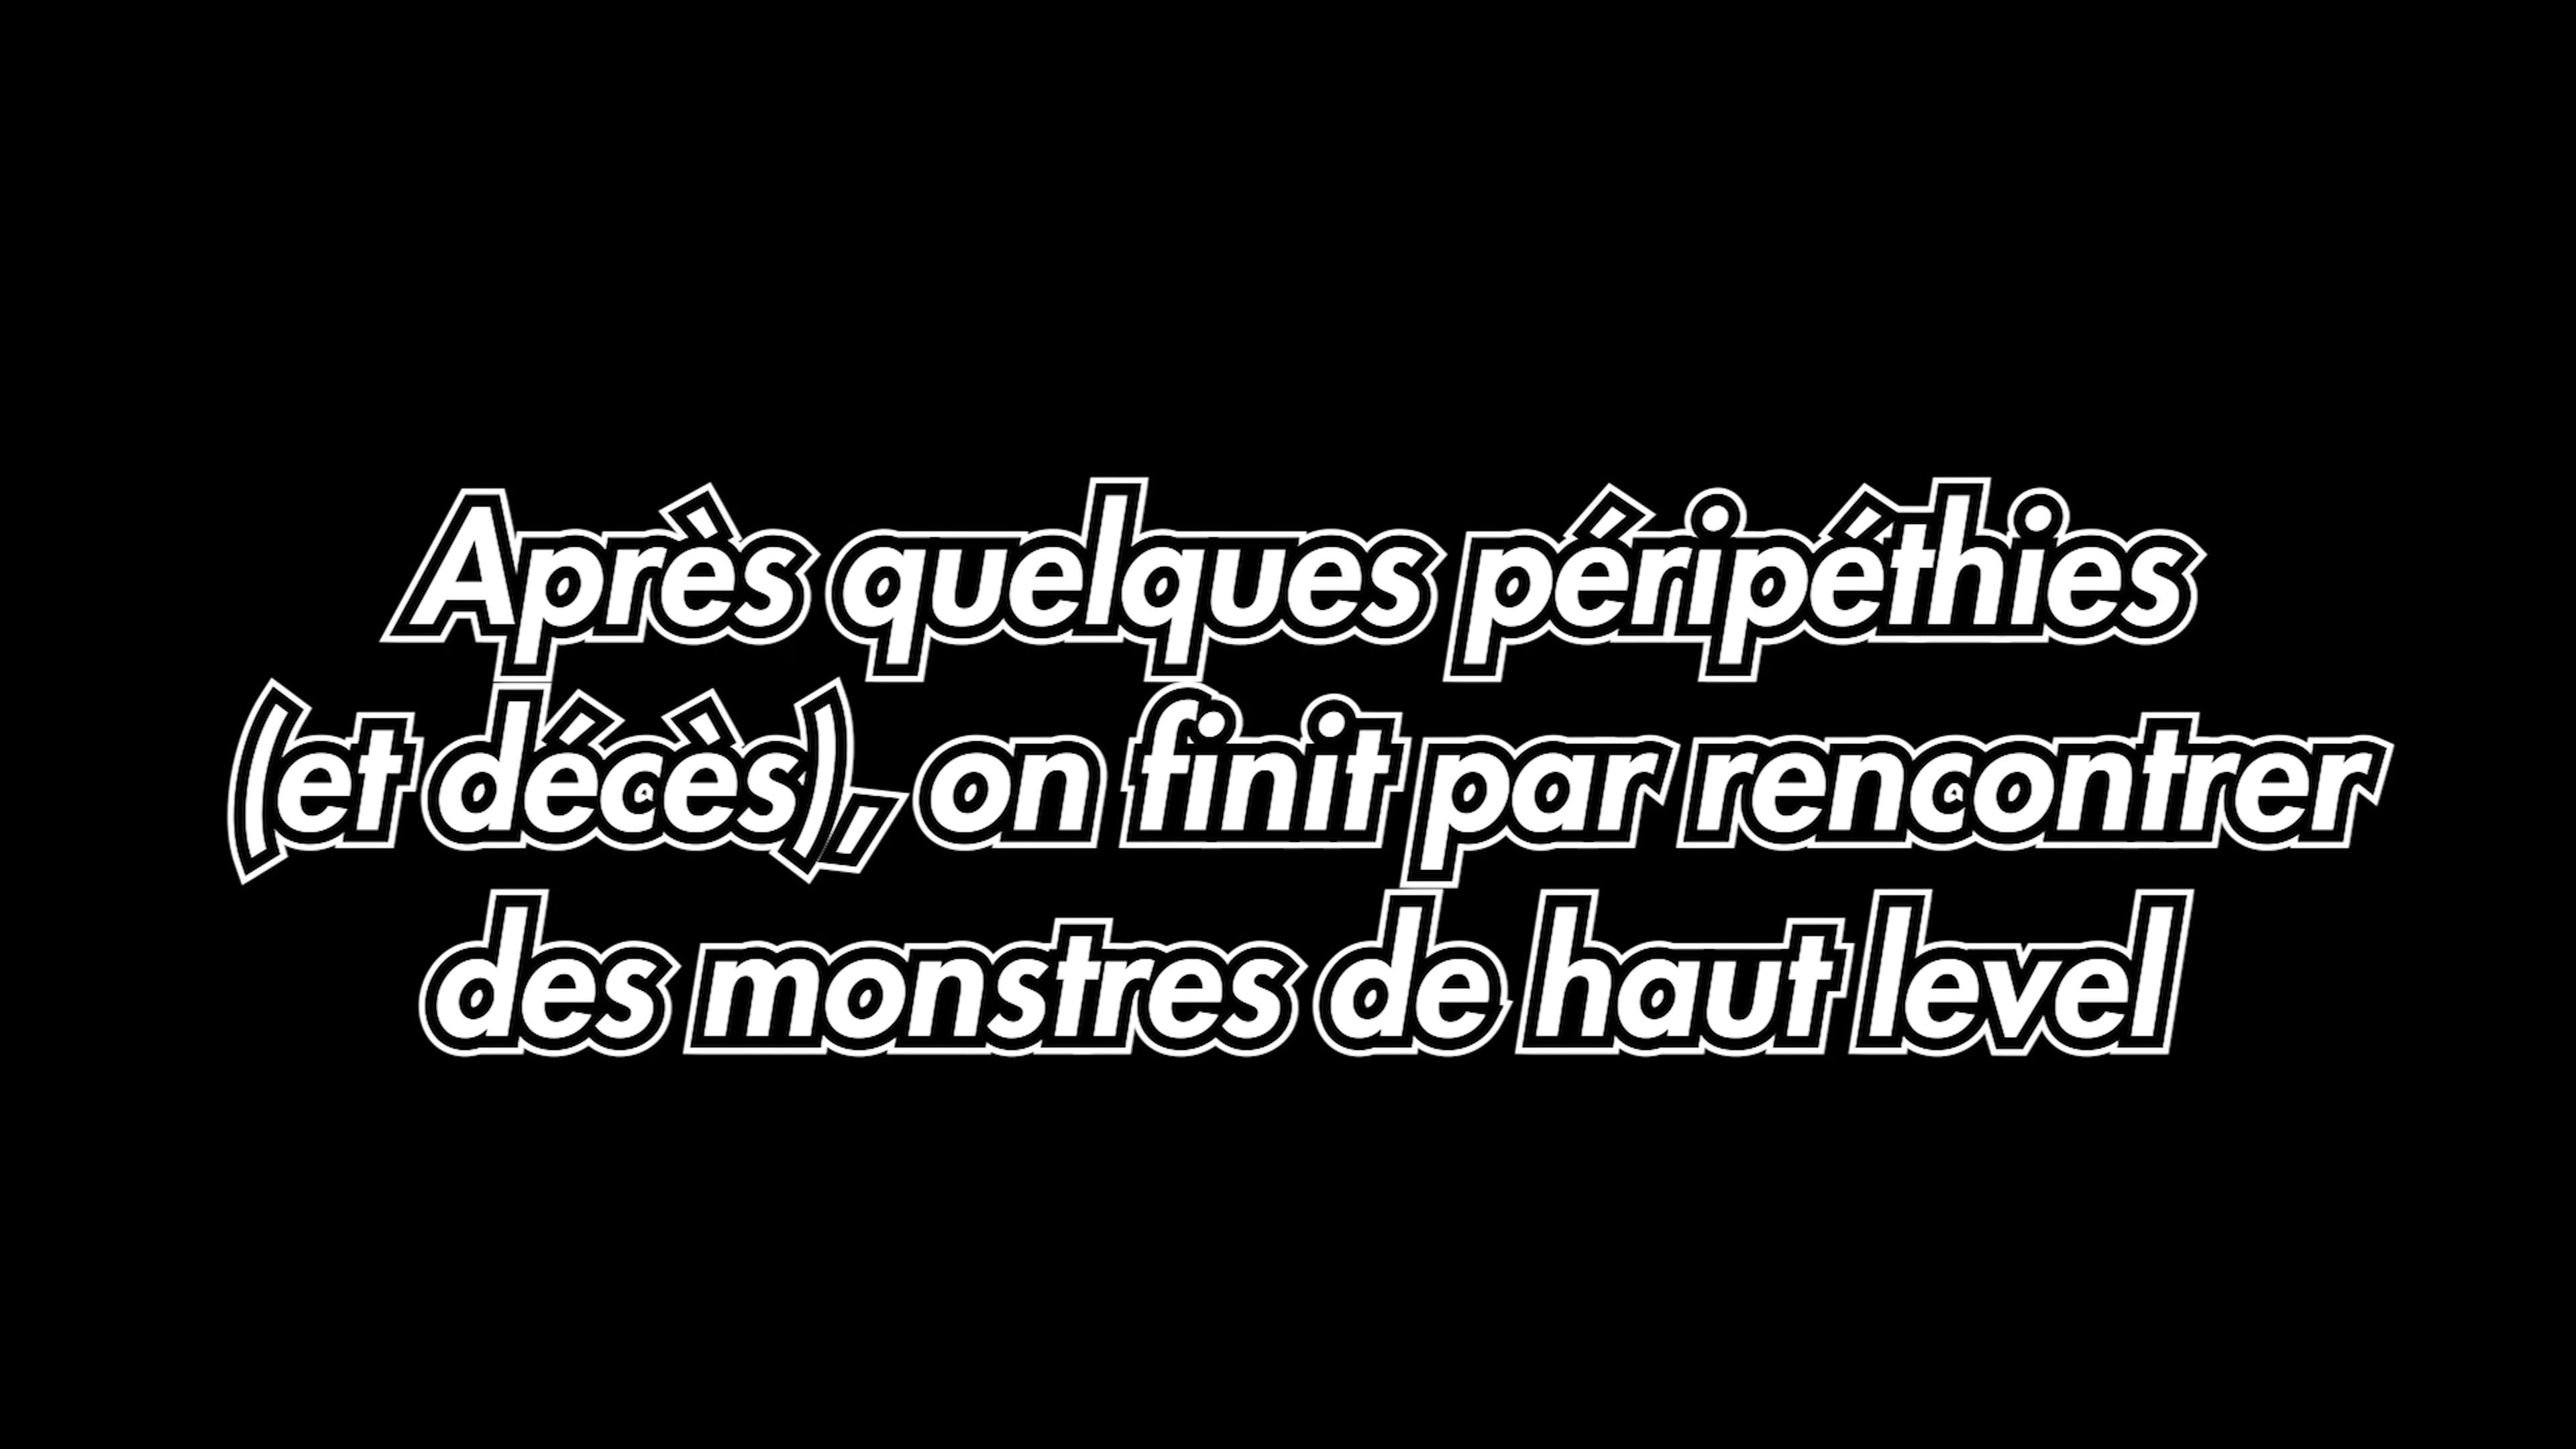 Après quelques péripéthies
(et décès), on finit par rencontrer
des monstres de haut level